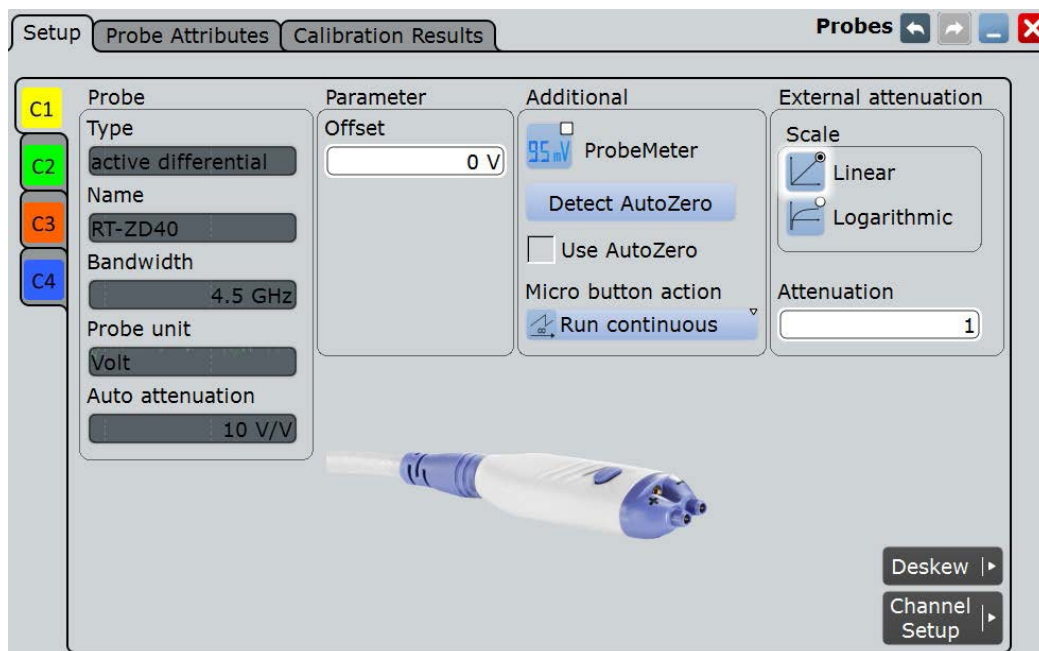 Setup
Probe Attributes
Calibration Results
Probes
C1
C2
C3
C4
Probe
Type
active differential
Name
RT-ZD40
Bandwidth
4.5 GHz
Probe unit
Volt
Auto attenuation
10 V/V
Parameter
Offset
0 V
Additional
95mV
ProbeMeter
Detect AutoZero
Use AutoZero
Micro button action
Run continuous
External attenuation
Scale
Linear
Logarithmic
Attenuation
1
Deskew
Channel
Setup